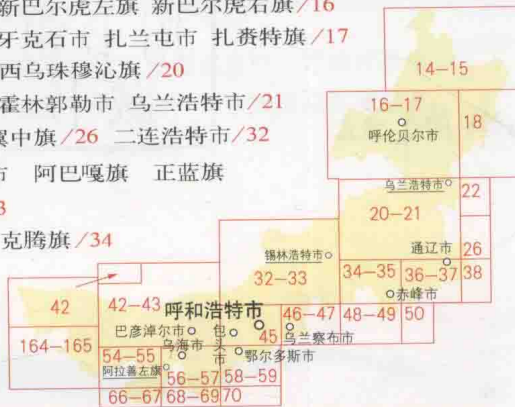 新巴尔虎左旗 新巴尔虎右旗/16
牙克石市 扎兰屯市 扎赉特旗/17
西乌珠穆沁旗/20
霍林郭勒市 乌兰浩特市/21
翼中旗/26 二连浩特市/32
市 阿巴嘎旗 正蓝旗
3
克腾旗/34
14-15
16-17
18
呼伦贝尔市
乌兰浩特市
22
20-21
通辽市
26
锡林浩特市
32-33
34-35
36-37
38
赤峰市
42
42-43
呼和浩特市
46-47
48-49
50
巴彦淖尔市
包头市
45
乌兰察布市
164-165
乌海市
54-55
鄂尔多斯市
阿拉善左旗
56-57
58-59
66-67
68-69
70